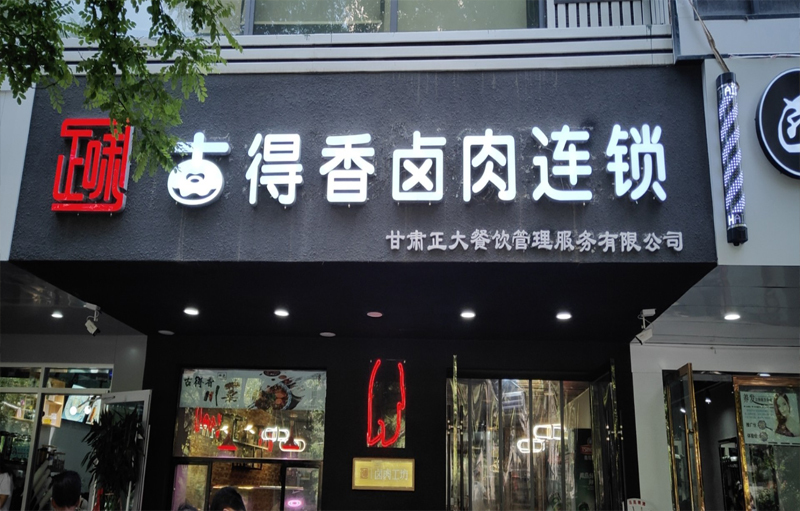 正味
古得香卤肉连锁
甘肃正大餐饮管理服务有限公司
古得香
川菜